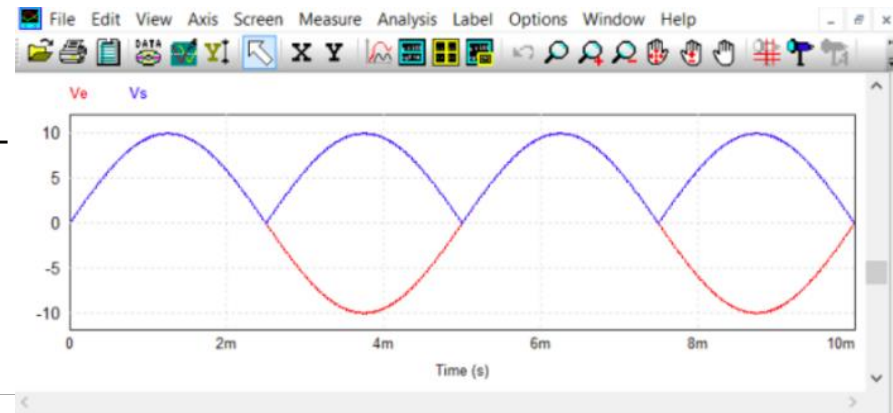 File Edit View Axis Screen Measure Analysis Label Options Window Help
DATA Y X Y
Ve Vs
10
5
0
-5
-10
0 2m 4m 6m 8m 10m
Time (s)